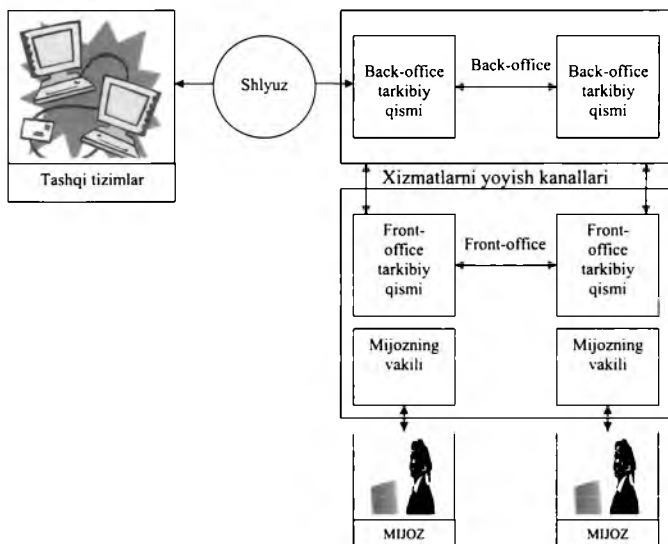 Tashqi tizimlar
Shlyuz
Back-office
tarkibiy
qismi
Back-office
Back-office
tarkibiy
qismi
Xizmatlarni yoyish kanallari
Front-
office
tarkibiy
qismi
Front-office
Front-
office
tarkibiy
qismi
Mijozning
vakili
Mijozning
vakili
MIJOZ
MIJOZ